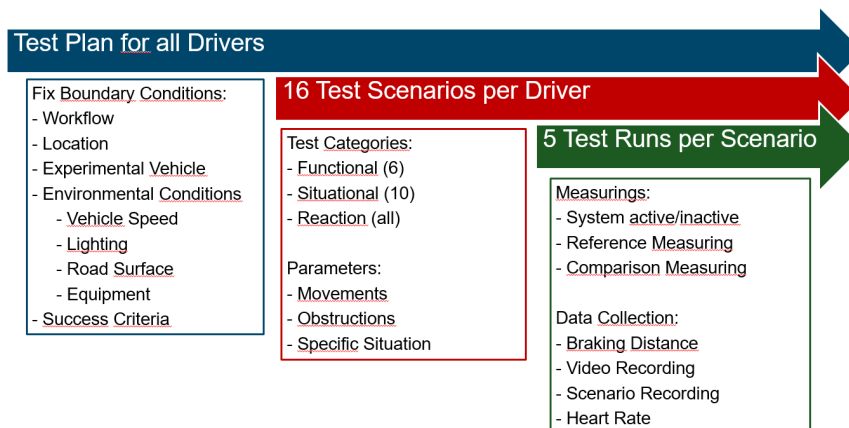 Test Plan for all Drivers
Fix Boundary Conditions:
- Workflow
- Location
- Experimental Vehicle
- Environmental Conditions
- Vehicle Speed
- Lighting
- Road Surface
- Equipment
- Success Criteria
16 Test Scenarios per Driver
Test Categories:
- Functional (6)
- Situational (10)
- Reaction (all)
Parameters:
- Movements
- Obstructions
- Specific Situation
5 Test Runs per Scenario
Measurings:
- System active/inactive
- Reference Measuring
- Comparison Measuring
Data Collection:
- Braking Distance
- Video Recording
- Scenario Recording
- Heart Rate